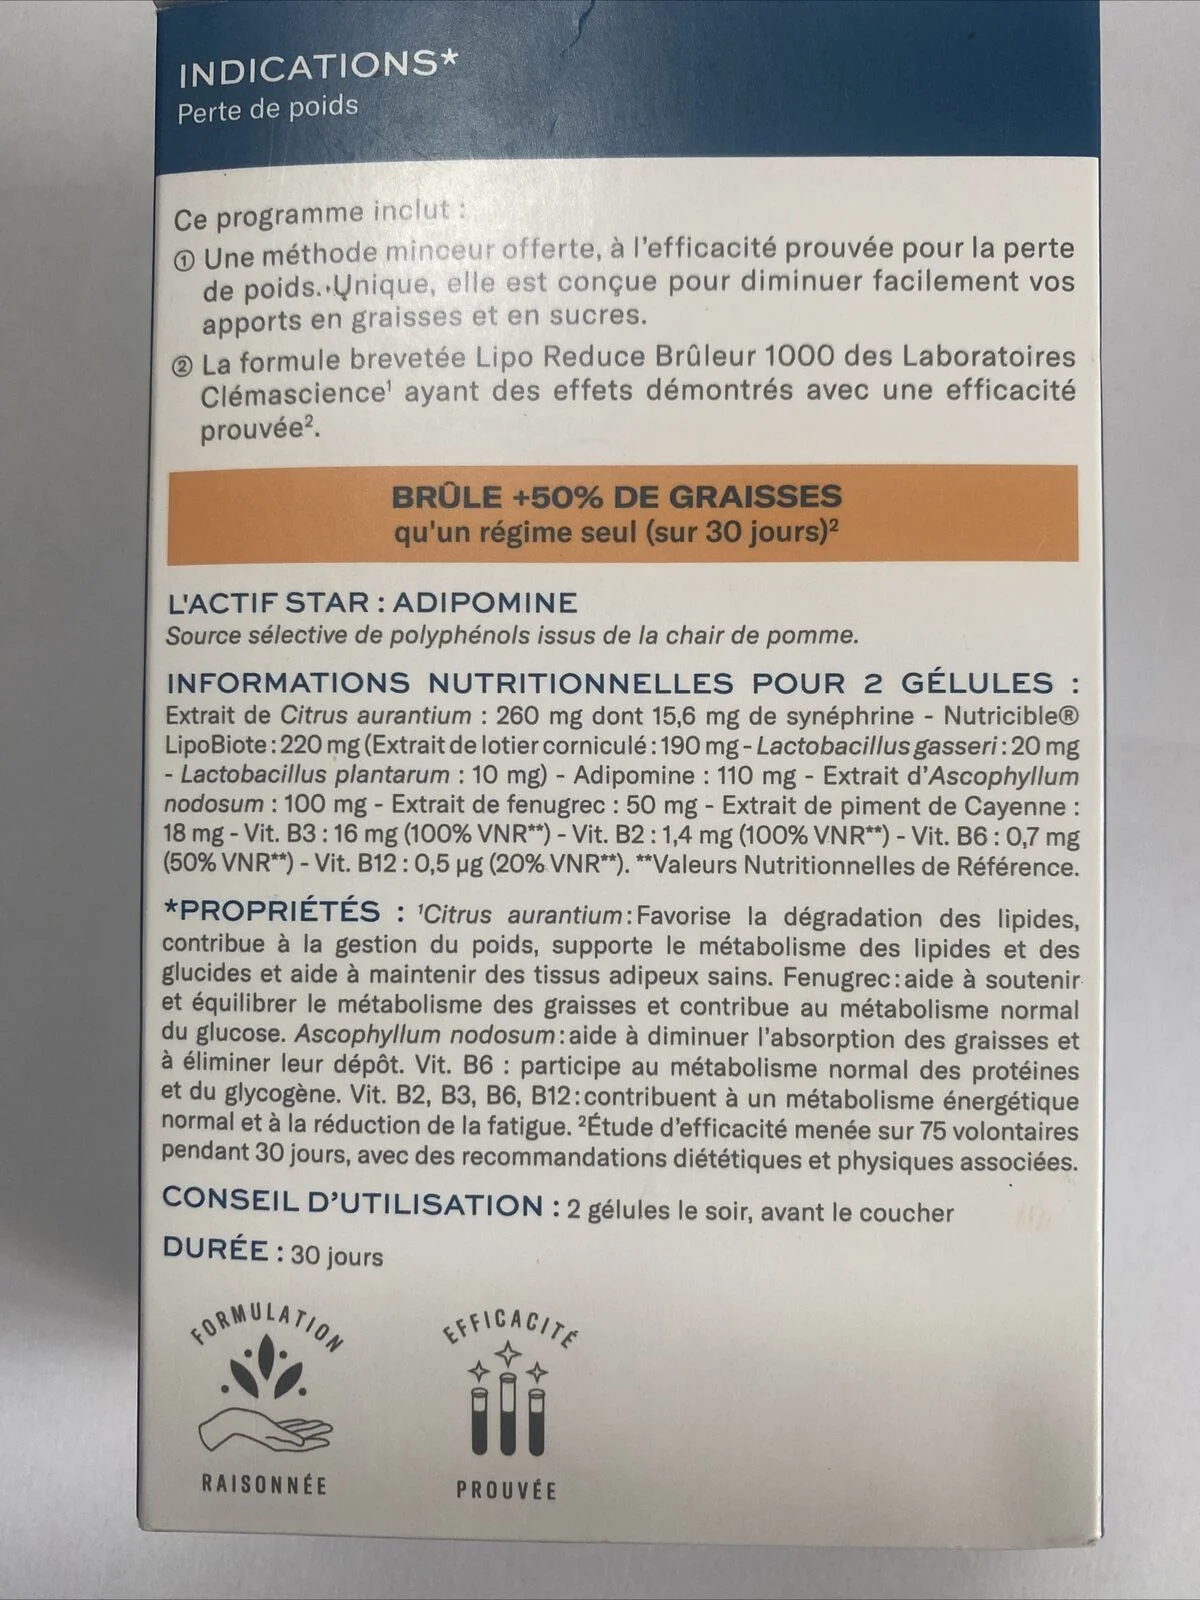 INDICATIONS*
Perte de poids
Ce programme inclut :
① Une méthode minceur offerte, à l'efficacité prouvée pour la perte
de poids. Unique, elle est conçue pour diminuer facilement vos
apports en graisses et en sucres.
② La formule brevetée Lipo Reduce Brûleur 1000 des Laboratoires
Clémascience¹ ayant des effets démontrés avec une efficacité
prouvée².
BRÛLE +50% DE GRAISSES
qu'un régime seul (sur 30 jours)²
L'ACTIF STAR : ADIPOMINE
Source sélective de polyphénols issus de la chair de pomme.
INFORMATIONS NUTRITIONNELLES POUR 2 GÉLULES :
Extrait de Citrus aurantium : 260 mg dont 15,6 mg de synéphrine - Nutricible®
LipoBiote : 220 mg (Extrait de lotier corniculé : 190 mg - Lactobacillus gasseri : 20 mg
- Lactobacillus plantarum : 10 mg) - Adipomine : 110 mg - Extrait d'Ascophyllum
nodosum : 100 mg - Extrait de fenugrec : 50 mg - Extrait de piment de Cayenne :
18 mg - Vit. B3 : 16 mg (100% VNR**) - Vit. B2 : 1,4 mg (100% VNR**) - Vit. B6 : 0,7 mg
(50% VNR**) - Vit. B12 : 0,5 µg (20% VNR**). **Valeurs Nutritionnelles de Référence.
*PROPRIÉTÉS : ¹Citrus aurantium : Favorise la dégradation des lipides,
contribue à la gestion du poids, supporte le métabolisme des lipides et des
glucides et aide à maintenir des tissus adipeux sains. Fenugrec : aide à soutenir
et équilibrer le métabolisme des graisses et contribue au métabolisme normal
du glucose. Ascophyllum nodosum : aide à diminuer l'absorption des graisses et
à éliminer leur dépôt. Vit. B6 : participe au métabolisme normal des protéines
et du glycogène. Vit. B2, B3, B6, B12 : contribuent à un métabolisme énergétique
normal et à la réduction de la fatigue. ²Étude d'efficacité menée sur 75 volontaires
pendant 30 jours, avec des recommandations diététiques et physiques associées.
CONSEIL D'UTILISATION : 2 gélules le soir, avant le coucher
DURÉE : 30 jours
FORMULATION
RAISONNÉE
EFFICACITÉ
PROUVÉE